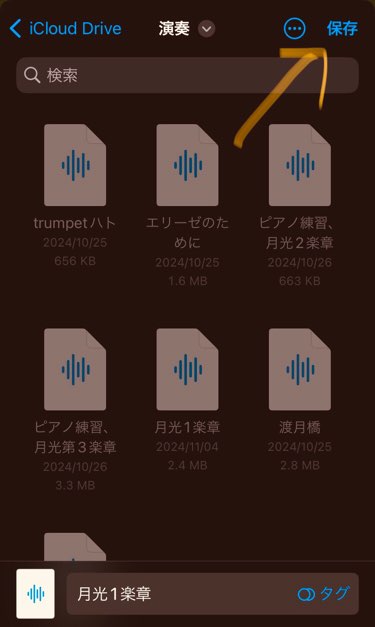 iCloud Drive 演奏 保存
検索
trumpetハト エリーゼのた ピアノ練習、
めに 月光2楽章
2024/10/25 2024/10/26
656 KB 2024/10/25 663 KB
1.6 MB
ピアノ練習、 月光1楽章 渡月橋
月光第3楽章 2024/11/04 2024/10/25
2024/10/26 2.4 MB 2.8 MB
3.3 MB
月光1楽章 タグ